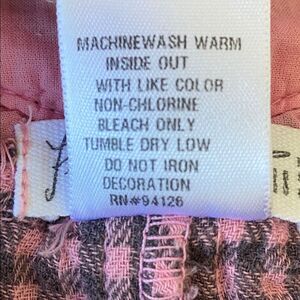 MACHINEWASH WARM
INSIDE OUT
WITH LIKE COLOR
NON-CHLORINE
BLEACH ONLY
TUMBLE DRY LOW
DO NOT IRON
DECORATION
RN#94126